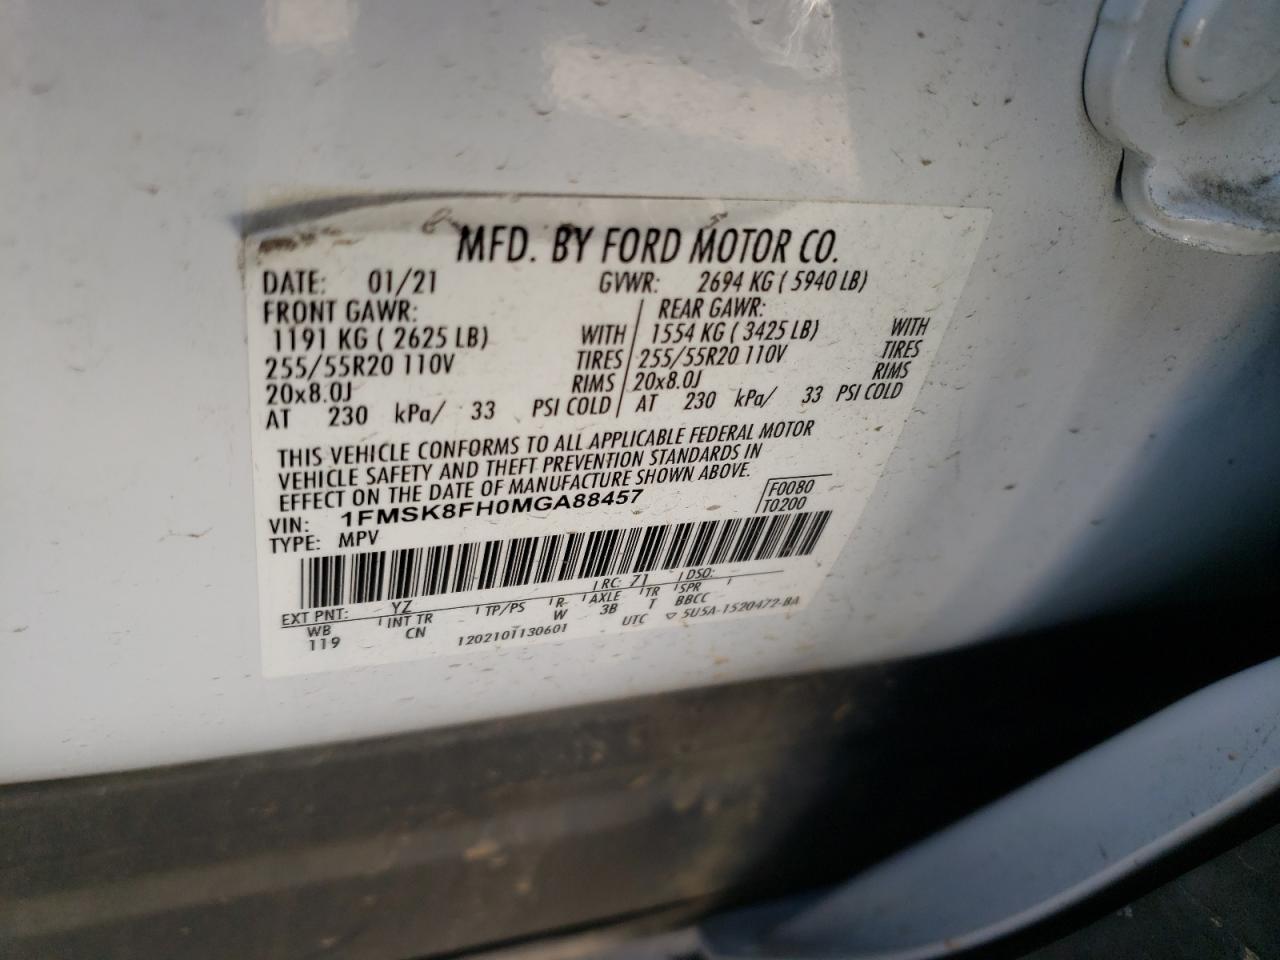 MFD. BY FORD MOTOR CO.
DATE: 01/21 GVWR: 2694 KG ( 5940 LB)
FRONT GAWR: REAR GAWR:
1191 KG ( 2625 LB) WITH 1554 KG ( 3425 LB) WITH
255/55R20 110V TIRES 255/55R20 110V TIRES
20x8.0J RIMS 20x8.0J RIMS
AT 230 kPa/ 33 PSI COLD AT 230 kPa/ 33 PSI COLD
THIS VEHICLE CONFORMS TO ALL APPLICABLE FEDERAL MOTOR
VEHICLE SAFETY AND THEFT PREVENTION STANDARDS IN
EFFECT ON THE DATE OF MANUFACTURE SHOWN ABOVE.
VIN: 1FMSK8FH0MGA88457 F0080
TYPE: MPV T0200
EXT PNT: YZ RC: 71 DSO:
WB INT TR TP/PS R AXLE TR SPR
119 CN W 3B T BBCC
1202101130601 UTC ▽ 5U5A-1520472-BA